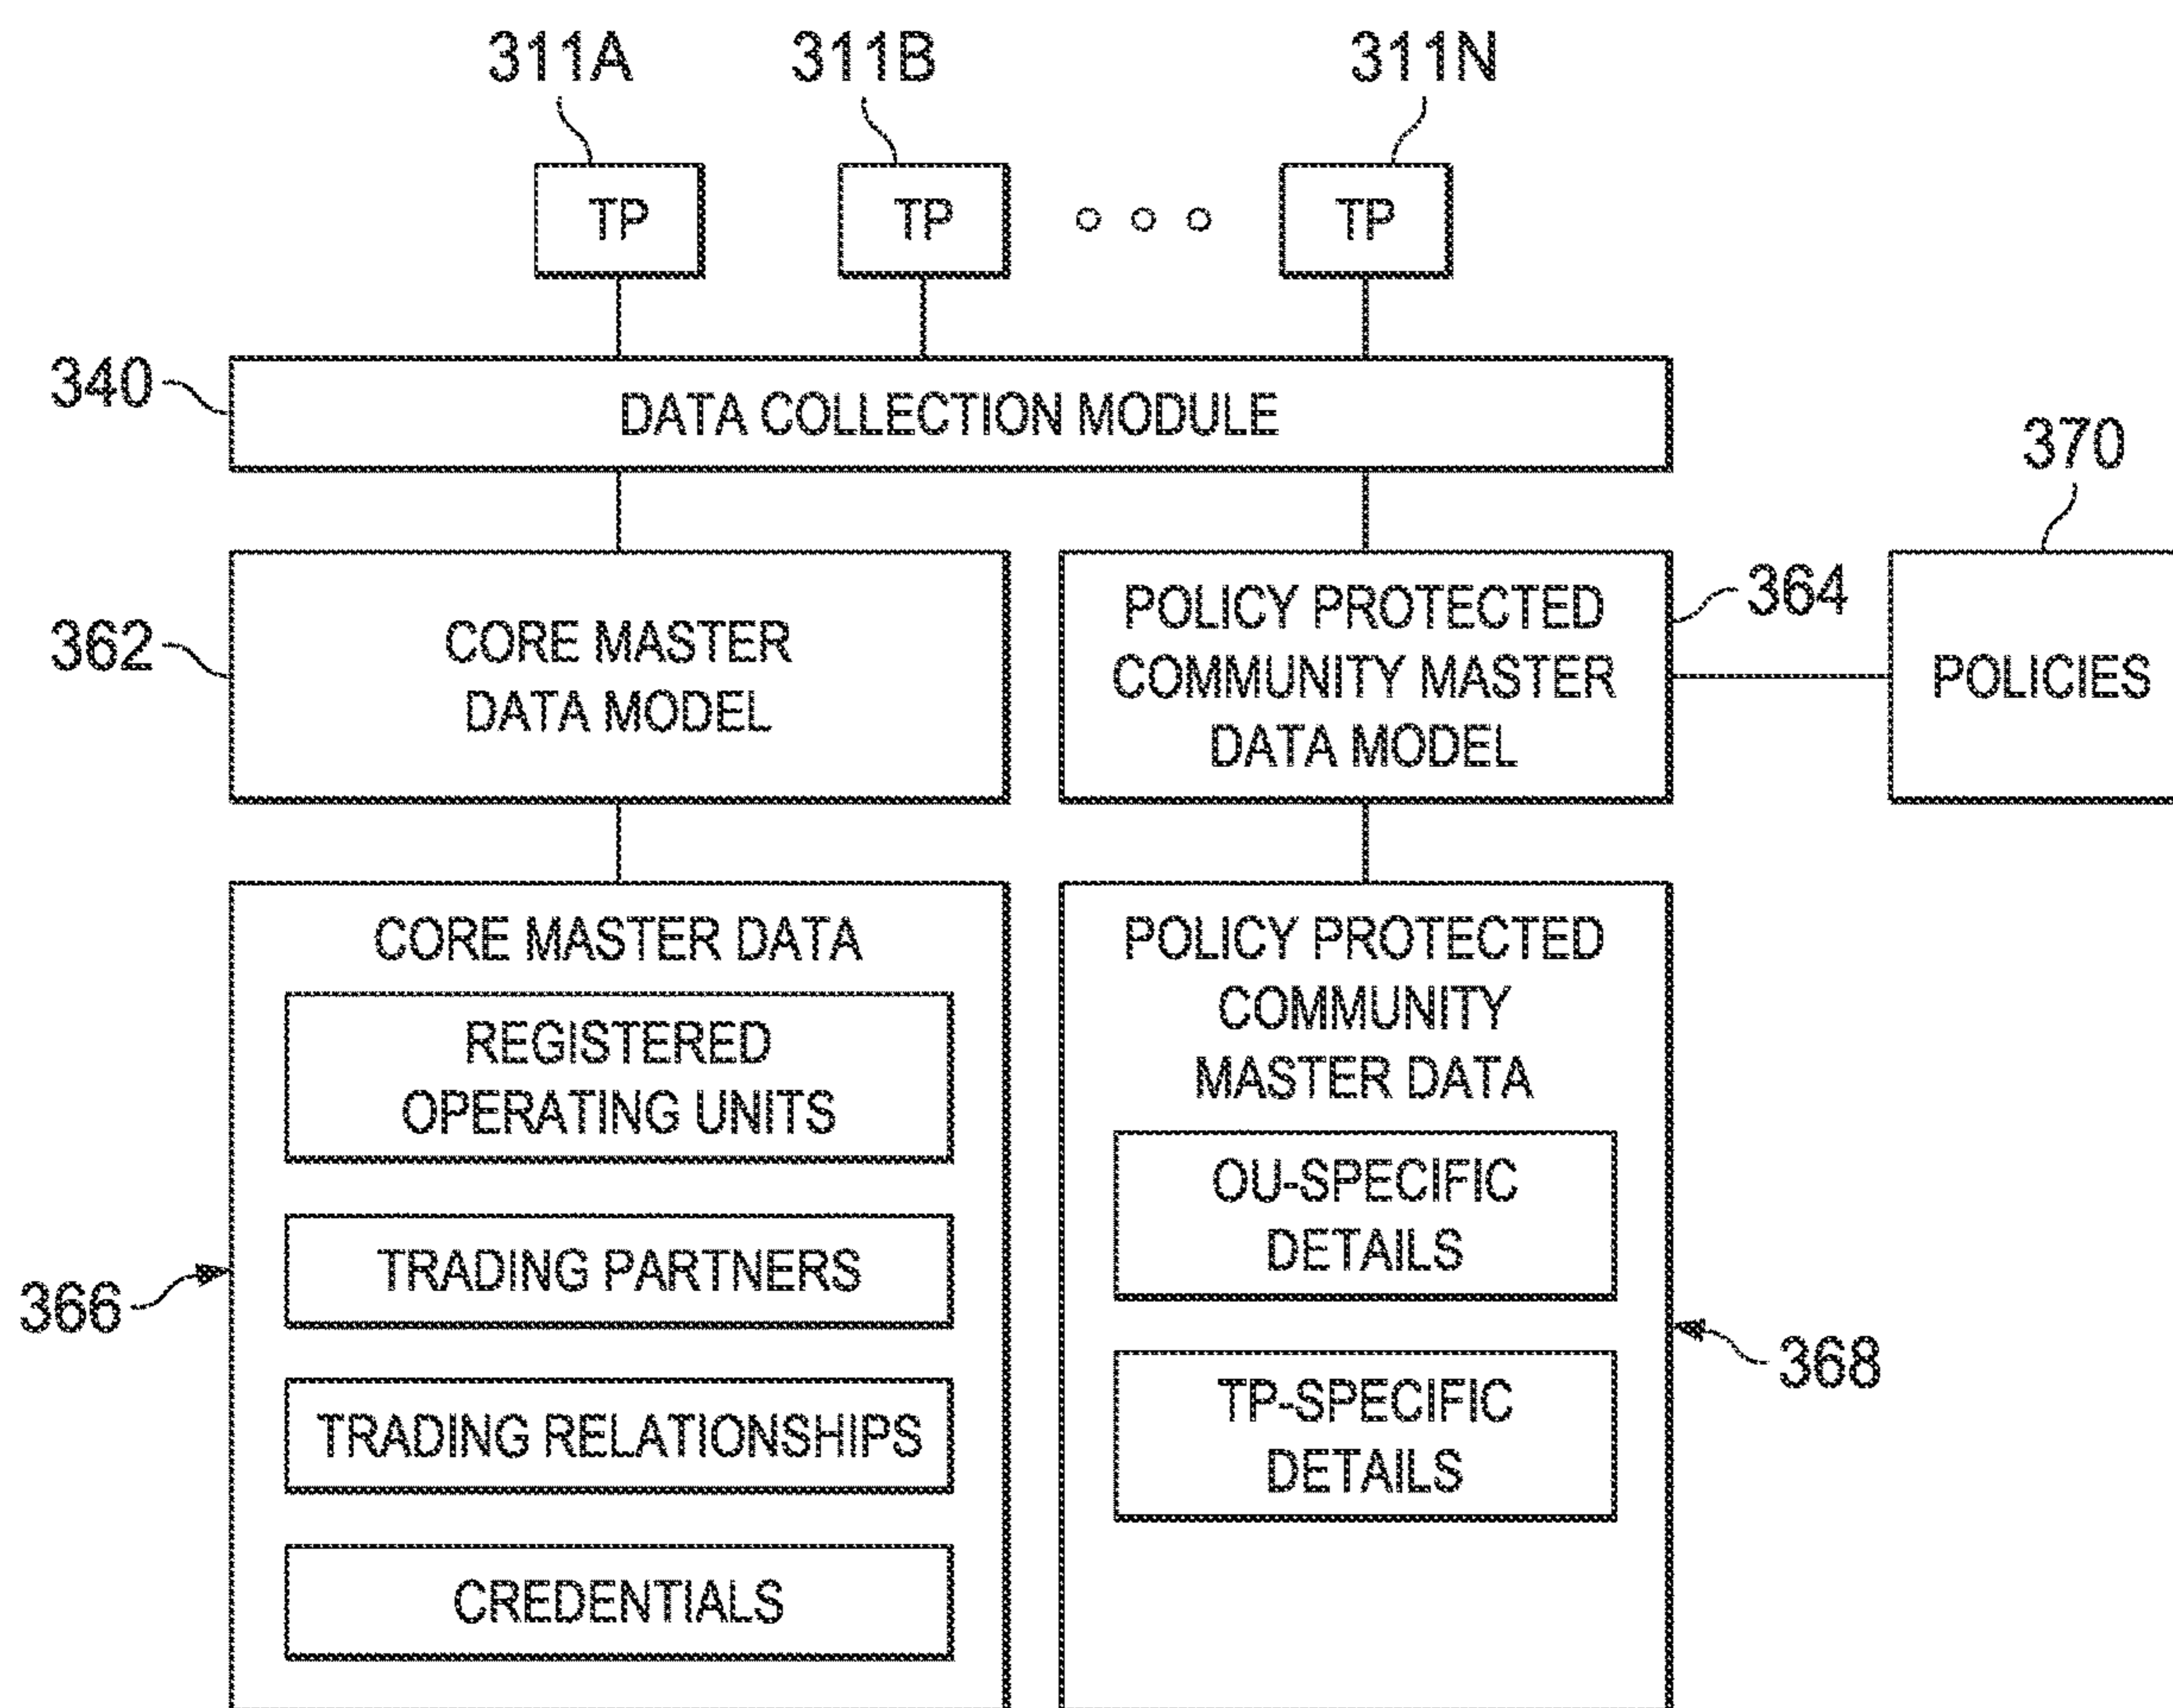 311A
311B
311N
TP
TP
TP
340
DATA COLLECTION MODULE
370
362
CORE MASTER
DATA MODEL
POLICY PROTECTED
COMMUNITY MASTER
DATA MODEL
364
POLICIES
366
CORE MASTER DATA
REGISTERED
OPERATING UNITS
TRADING PARTNERS
TRADING RELATIONSHIPS
CREDENTIALS
POLICY PROTECTED
COMMUNITY
MASTER DATA
OU-SPECIFIC
DETAILS
TP-SPECIFIC
DETAILS
368